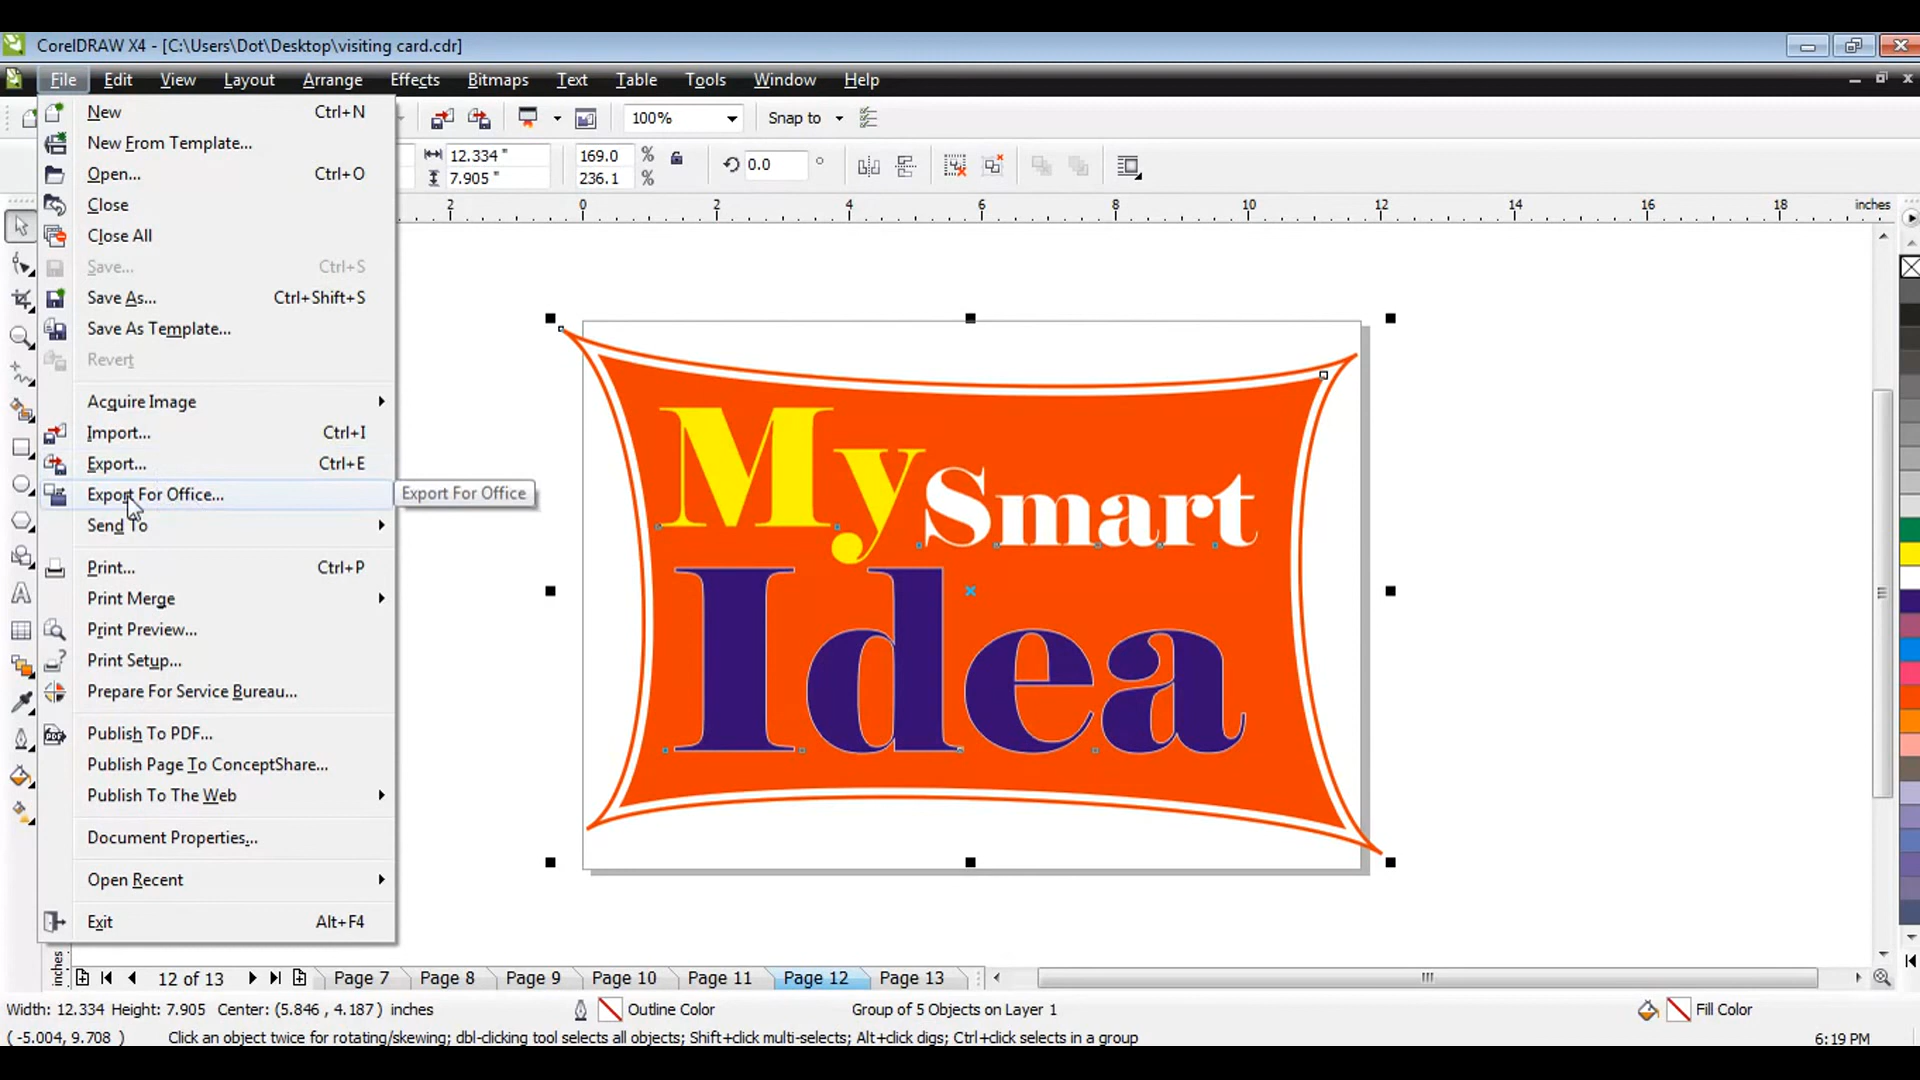 CorelDRAW X4 - [C:\Users\Dot\Desktop\visiting card.cdr]
File Edit View Layout Arrange Effects Bitmaps Text Table Tools Window Help
New Ctrl+N
New From Template...
Open... Ctrl+O
Close
Close All
Save... Ctrl+S
Save As... Ctrl+Shift+S
Save As Template...
Revert
Acquire Image
Import... Ctrl+I
Export... Ctrl+E
Export For Office...
Send To
Print... Ctrl+P
Print Merge
Print Preview...
Print Setup...
Prepare For Service Bureau...
Publish To PDF...
Publish Page To ConceptShare...
Publish To The Web
Document Properties...
Open Recent
Exit Alt+F4
Export For Office
100% Snap to
12.334 " 169.0 % 0.0 °
7.905 " 236.1 %
2 0 2 4 6 8 10 12 14 16 18 inches
My Smart
Idea
inches
12 of 13 Page 7 Page 8 Page 9 Page 10 Page 11 Page 12 Page 13
Width: 12.334 Height: 7.905 Center: (5.846 , 4.187 ) inches Outline Color Group of 5 Objects on Layer 1 Fill Color
( -5.004, 9.708 ) Click an object twice for rotating/skewing; dbl-clicking tool selects all objects; Shift+click multi-selects; Alt+click digs; Ctrl+click selects in a group 6:19 PM